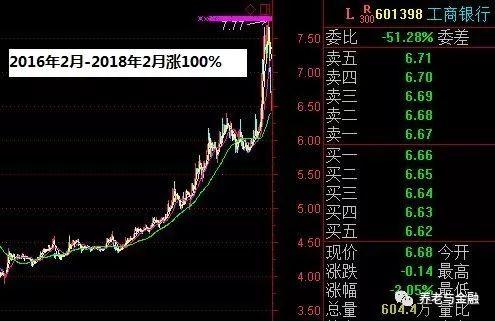 L R 300 601398 工商银行
7.77
2016年2月-2018年2月涨100%
7.50
7.00
6.50
6.00
5.50
5.00
4.50
4.00
3.50
委比 -51.28% 委差
卖五 6.71
卖四 6.70
卖三 6.69
卖二 6.68
卖一 6.67
买一 6.66
买二 6.65
买三 6.64
买四 6.63
买五 6.62
现价 6.68 今开
涨跌 -0.14 最高
涨幅 -2.05% 最低
总量 604.4万 量比
养老与金融